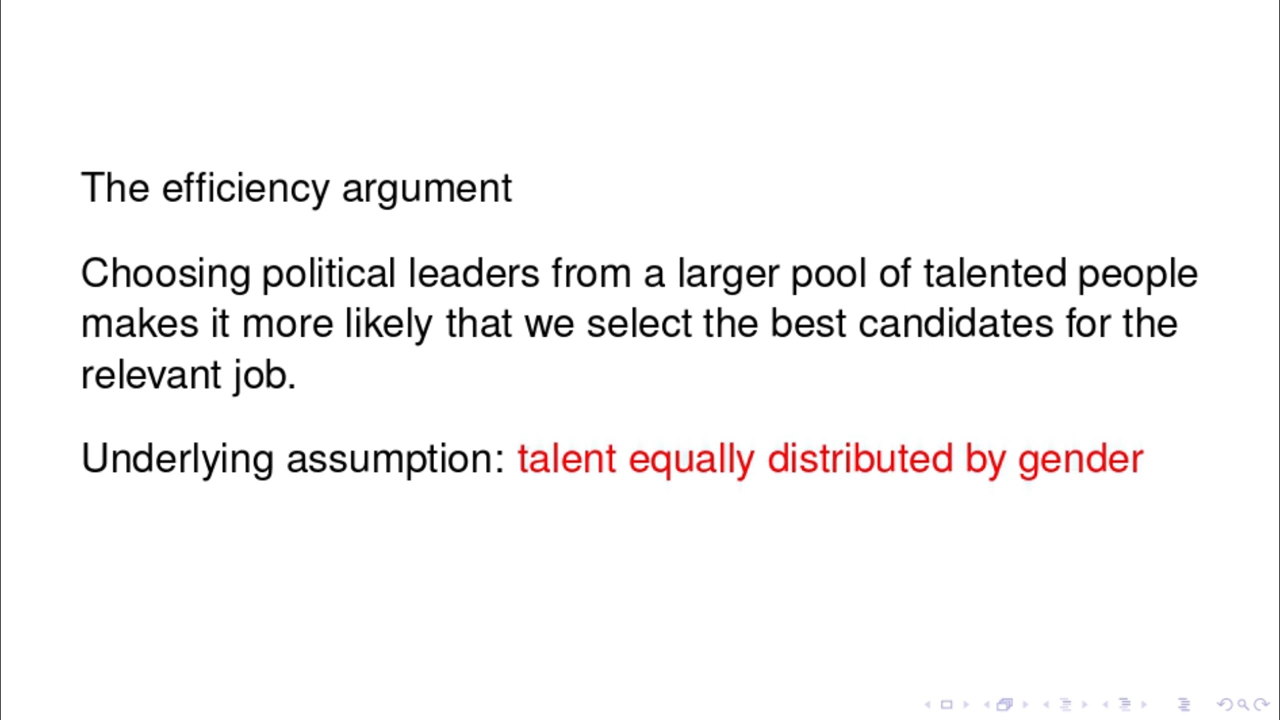 The efficiency argument
Choosing political leaders from a larger pool of talented people
makes it more likely that we select the best candidates for the
relevant job.
Underlying assumption: talent equally distributed by gender